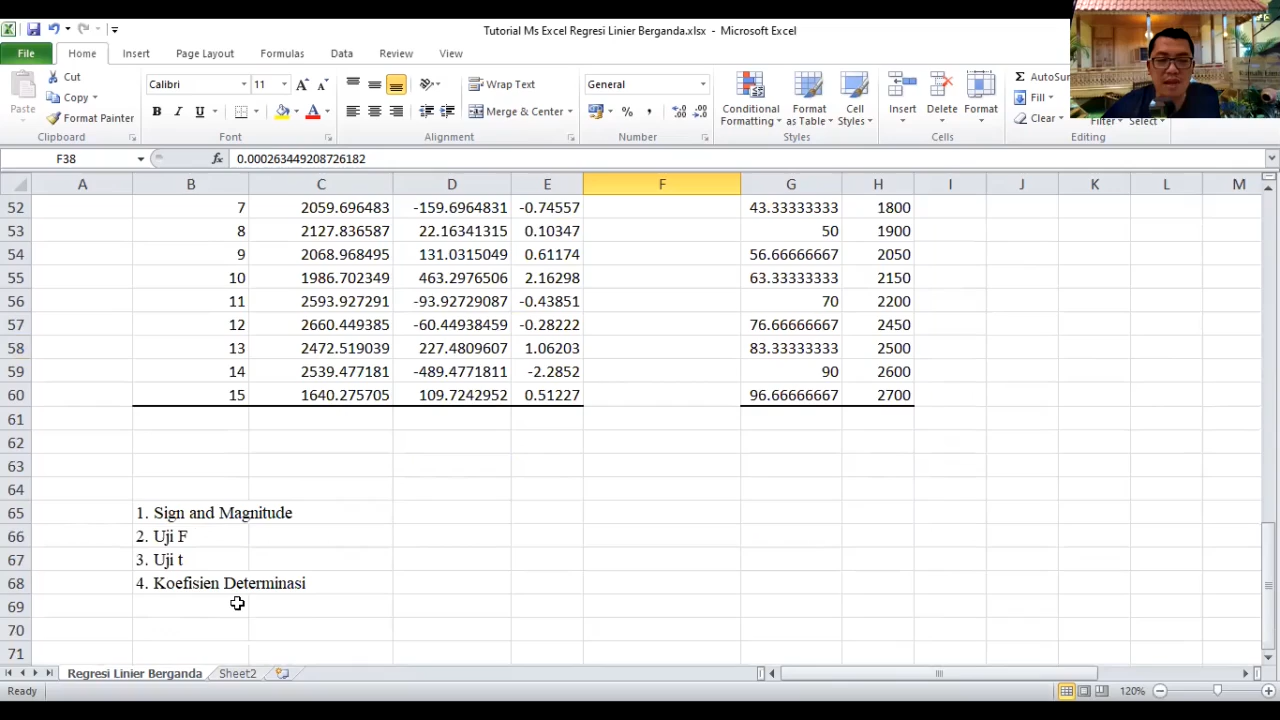 Tutorial Ms Excel Regresi Linier Berganda.xlsx - Microsoft Excel
File Home Insert Page Layout Formulas Data Review View
Paste Cut Copy Format Painter Clipboard
Calibri 11 Font
Wrap Text Merge & Center Alignment
General Number
Conditional Formatting Format as Table Cell Styles Styles
Insert Delete Format Cells
AutoSu Fill Clear Filter Select Editing
F38 fx 0.000263449208726182
A B C D E F G H I J K L M
52 7 2059.696483 -159.6964831 -0.74557 43.33333333 1800
53 8 2127.836587 22.16341315 0.10347 50 1900
54 9 2068.968495 131.0315049 0.61174 56.66666667 2050
55 10 1986.702349 463.2976506 2.16298 63.33333333 2150
56 11 2593.927291 -93.92729087 -0.43851 70 2200
57 12 2660.449385 -60.44938459 -0.28222 76.66666667 2450
58 13 2472.519039 227.4809607 1.06203 83.33333333 2500
59 14 2539.477181 -489.4771811 -2.2852 90 2600
60 15 1640.275705 109.7242952 0.51227 96.66666667 2700
61
62
63
64
65 1. Sign and Magnitude
66 2. Uji F
67 3. Uji t
68 4. Koefisien Determinasi
69
70
71
Regresi Linier Berganda Sheet2
Ready 120%